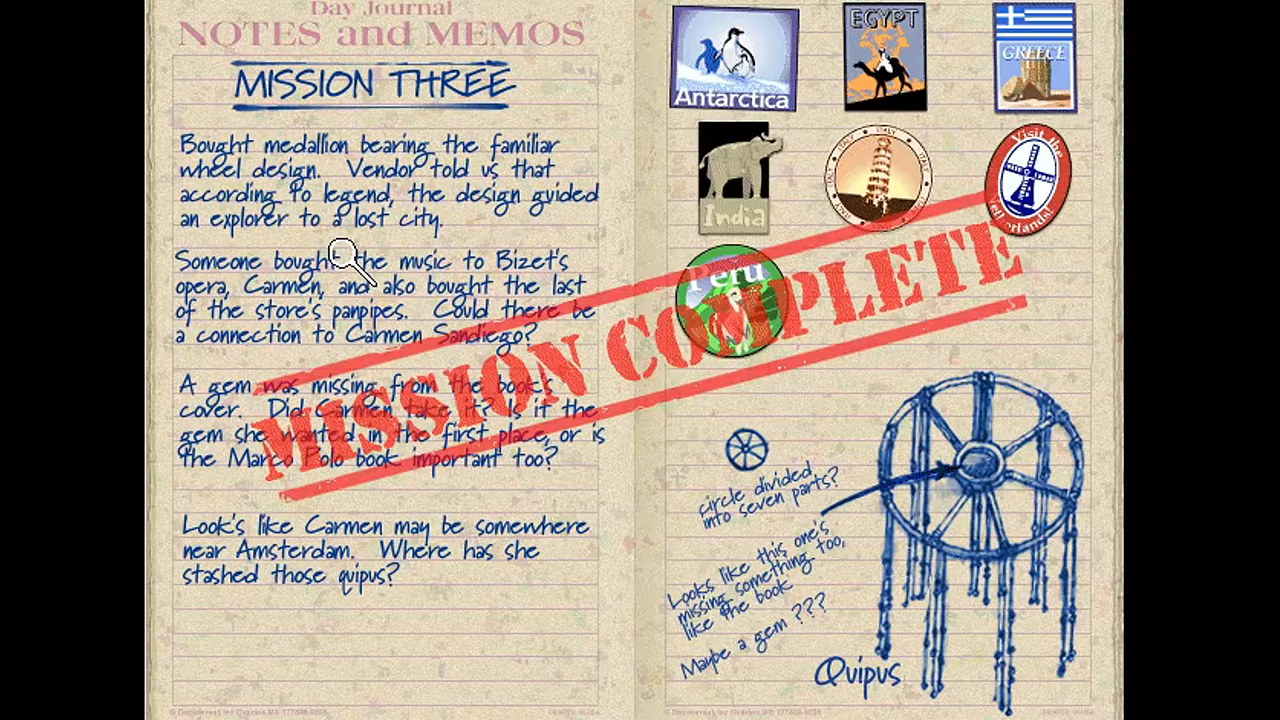 Day Journal
NOTES and MEMOS
MISSION THREE
Bought medallion bearing the familiar
wheel design. Vendor told us that
according to legend, the design guided
an explorer to a lost city.
Someone bought the music to Bizet's
opera, Carmen, and also bought the last
of the store's panpipes. Could there be
a connection to Carmen Sandiego?
A gem was missing from the book's
cover. Did Carmen take it? Is it the
gem she wanted in the first place, or is
the Marco Polo book important too?
Look's like Carmen may be somewhere
near Amsterdam. Where has she
stashed those quipus?
MISSION COMPLETE
Antarctica
EGYPT
GREECE
India
ITALY ITALY ITALY ITALY
Visit the
Netherlands!
Peru
circle divided
into seven parts?
Looks like this one's
missing something too,
like the book
Maybe a gem ???
Quipus